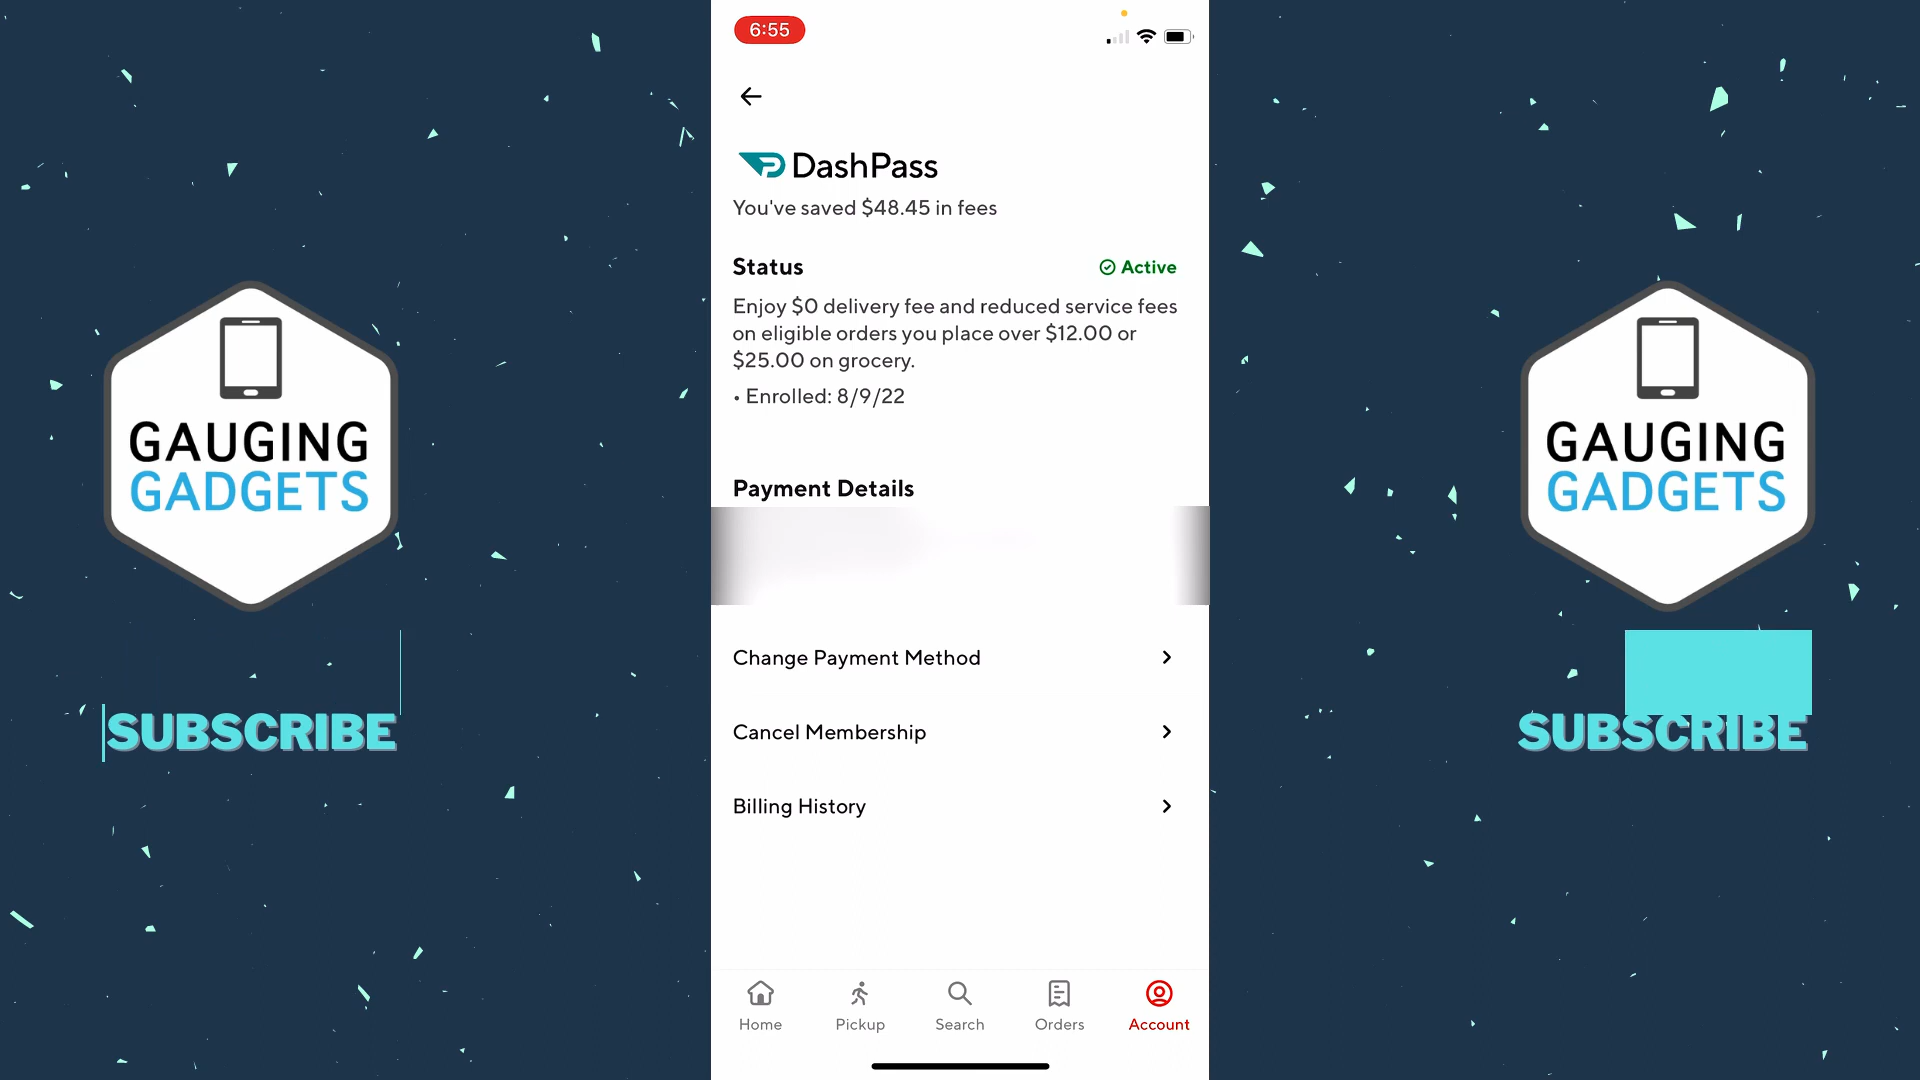 6:55
DashPass
You've saved $48.45 in fees
Status
Active
Enjoy $0 delivery fee and reduced service fees
on eligible orders you place over $12.00 or
$25.00 on grocery.
• Enrolled: 8/9/22
Payment Details
Change Payment Method
Cancel Membership
Billing History
Home
Pickup
Search
Orders
Account
GAUGING
GADGETS
SUBSCRIBE
GAUGING
GADGETS
SUBSCRIBE